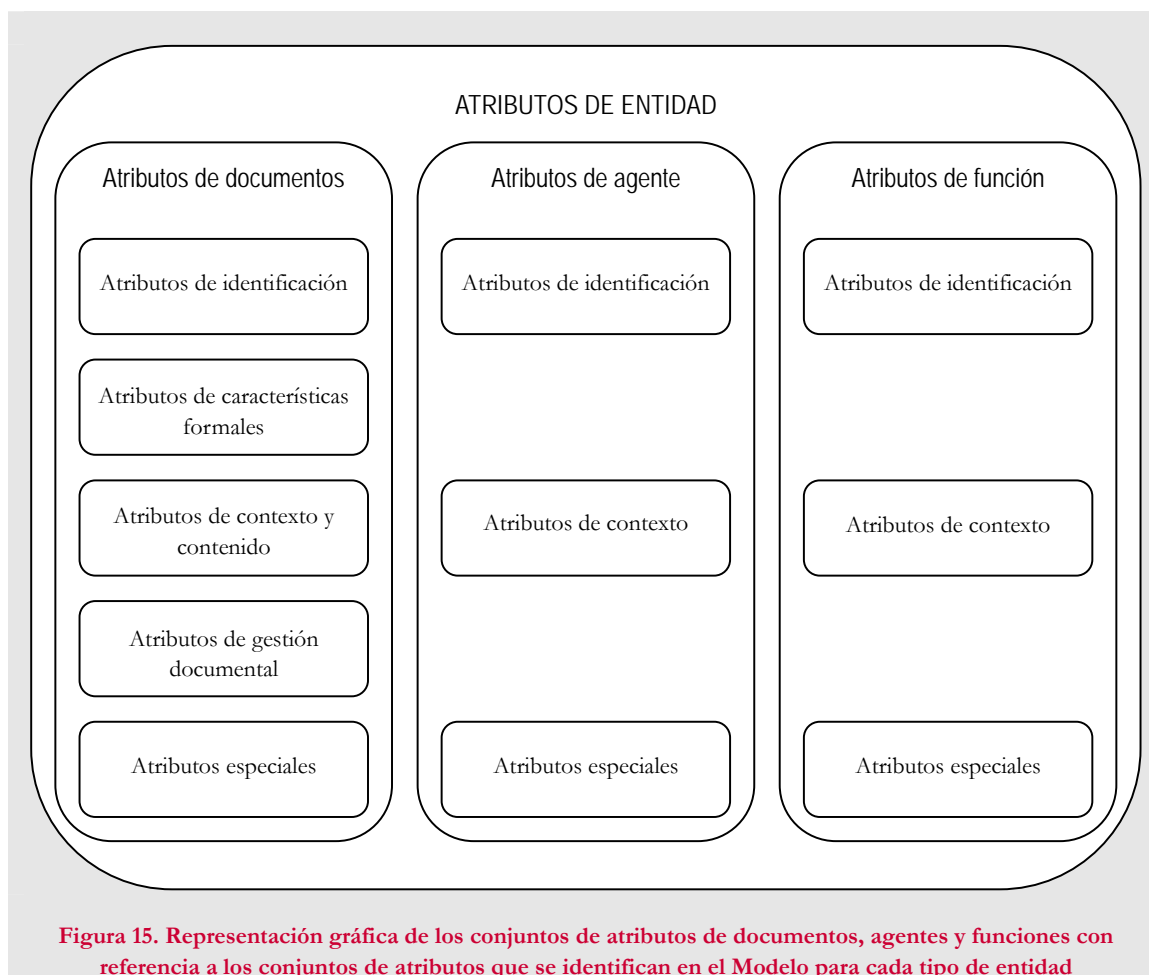 ATRIBUTOS DE ENTIDAD
Atributos de documentos
Atributos de identificación
Atributos de características
formales
Atributos de contexto y
contenido
Atributos de gestión
documental
Atributos especiales
Atributos de agente
Atributos de identificación
Atributos de contexto
Atributos especiales
Atributos de función
Atributos de identificación
Atributos de contexto
Atributos especiales
Figura 15. Representación gráfica de los conjuntos de atributos de documentos, agentes y funciones con
referencia a los conjuntos de atributos que se identifican en el Modelo para cada tipo de entidad